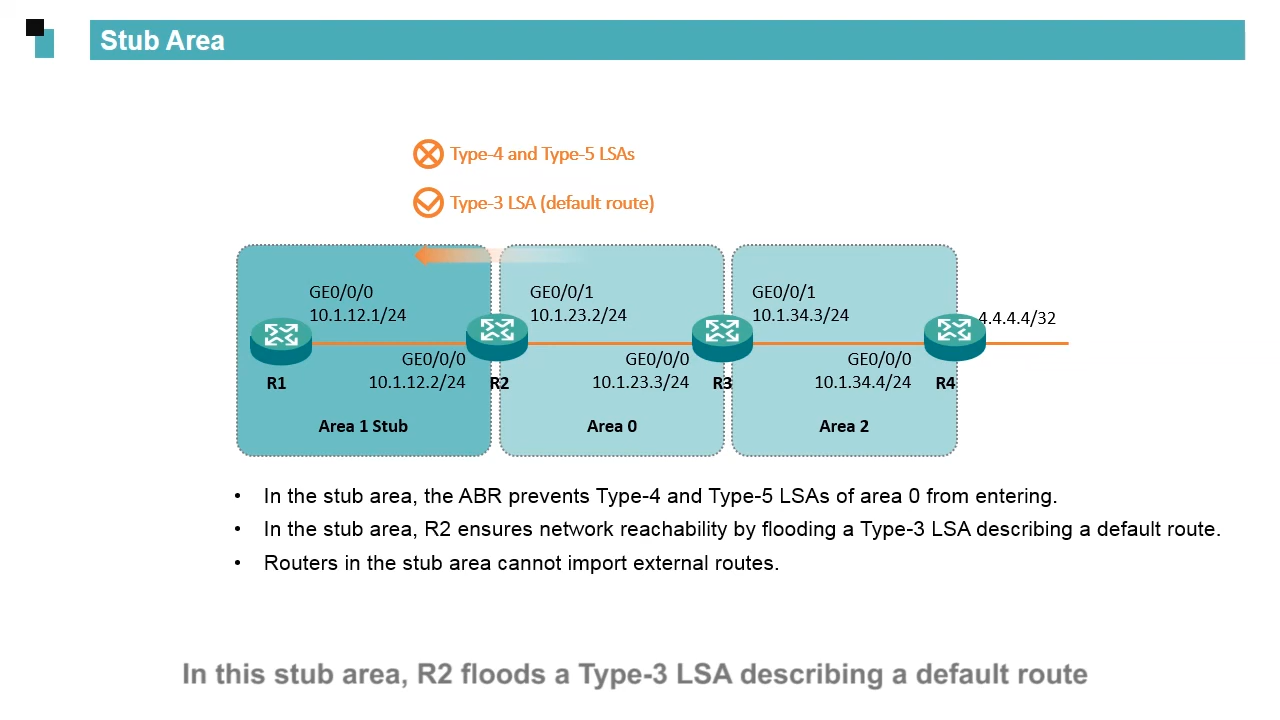 Stub Area
Type-4 and Type-5 LSAs
Type-3 LSA (default route)
GE0/0/0
10.1.12.1/24
GE0/0/1
10.1.23.2/24
GE0/0/1
10.1.34.3/24
4.4.4.4/32
GE0/0/0
10.1.12.2/24
GE0/0/0
10.1.23.3/24
GE0/0/0
10.1.34.4/24
R1
R2
R3
R4
Area 1 Stub
Area 0
Area 2
• In the stub area, the ABR prevents Type-4 and Type-5 LSAs of area 0 from entering.
• In the stub area, R2 ensures network reachability by flooding a Type-3 LSA describing a default route.
• Routers in the stub area cannot import external routes.
In this stub area, R2 floods a Type-3 LSA describing a default route